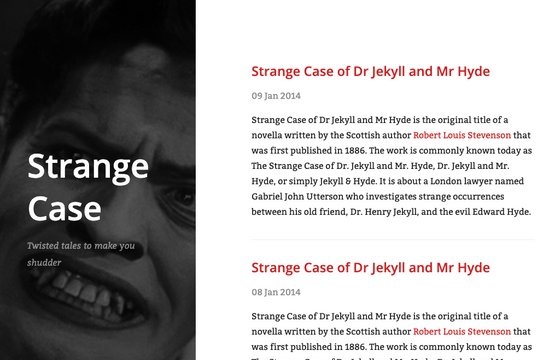 Strange
Case
Twisted tales to make you
shudder
Strange Case of Dr Jekyll and Mr Hyde
09 Jan 2014
Strange Case of Dr Jekyll and Mr Hyde is the original title of a
novella written by the Scottish author Robert Louis Stevenson that
was first published in 1886. The work is commonly known today as
The Strange Case of Dr. Jekyll and Mr. Hyde, Dr. Jekyll and Mr.
Hyde, or simply Jekyll & Hyde. It is about a London lawyer named
Gabriel John Utterson who investigates strange occurrences
between his old friend, Dr. Henry Jekyll, and the evil Edward Hyde.
Strange Case of Dr Jekyll and Mr Hyde
08 Jan 2014
Strange Case of Dr Jekyll and Mr Hyde is the original title of a
novella written by the Scottish author Robert Louis Stevenson that
was first published in 1886. The work is commonly known today as